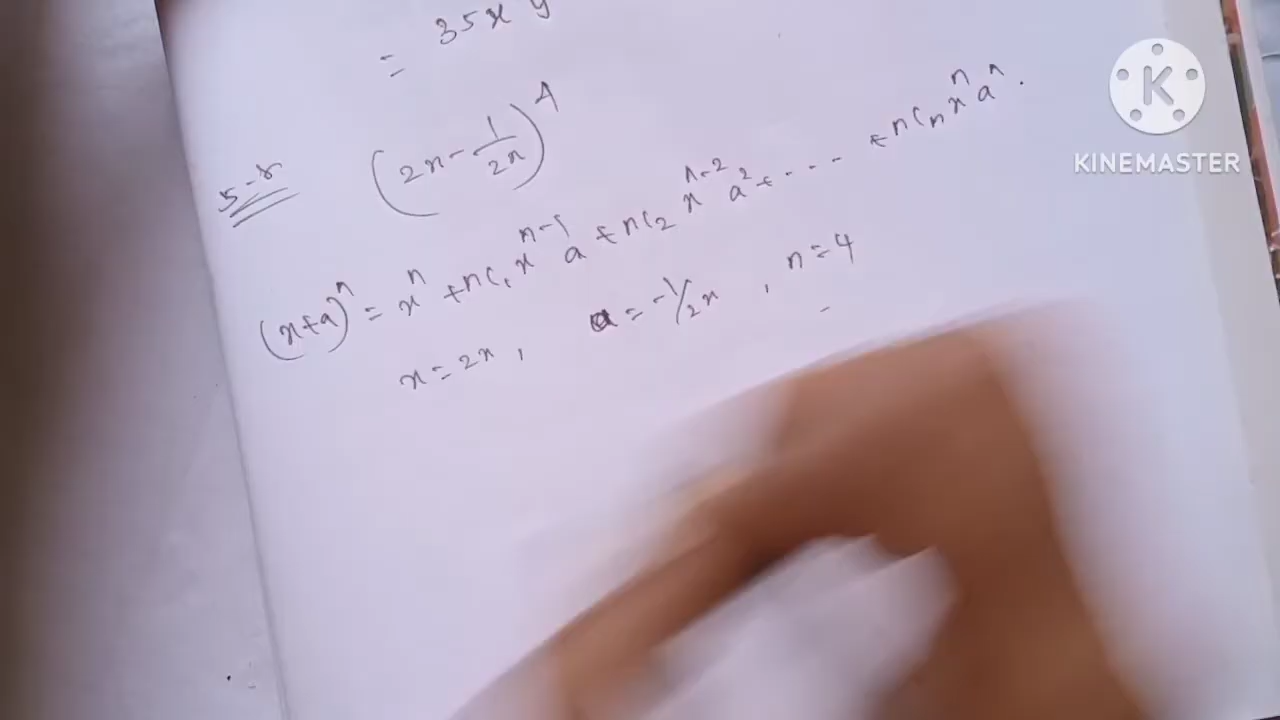 = 35x y
5-8 (2x - 1/2x)^4
(x+a)^n = x^n + nC₁ x^n-1 a + nC₂ x^n-2 a^2 + .... + nCₙ x^n a^n.
x = 2x, a = -1/2x, n = 4
KINEMASTER